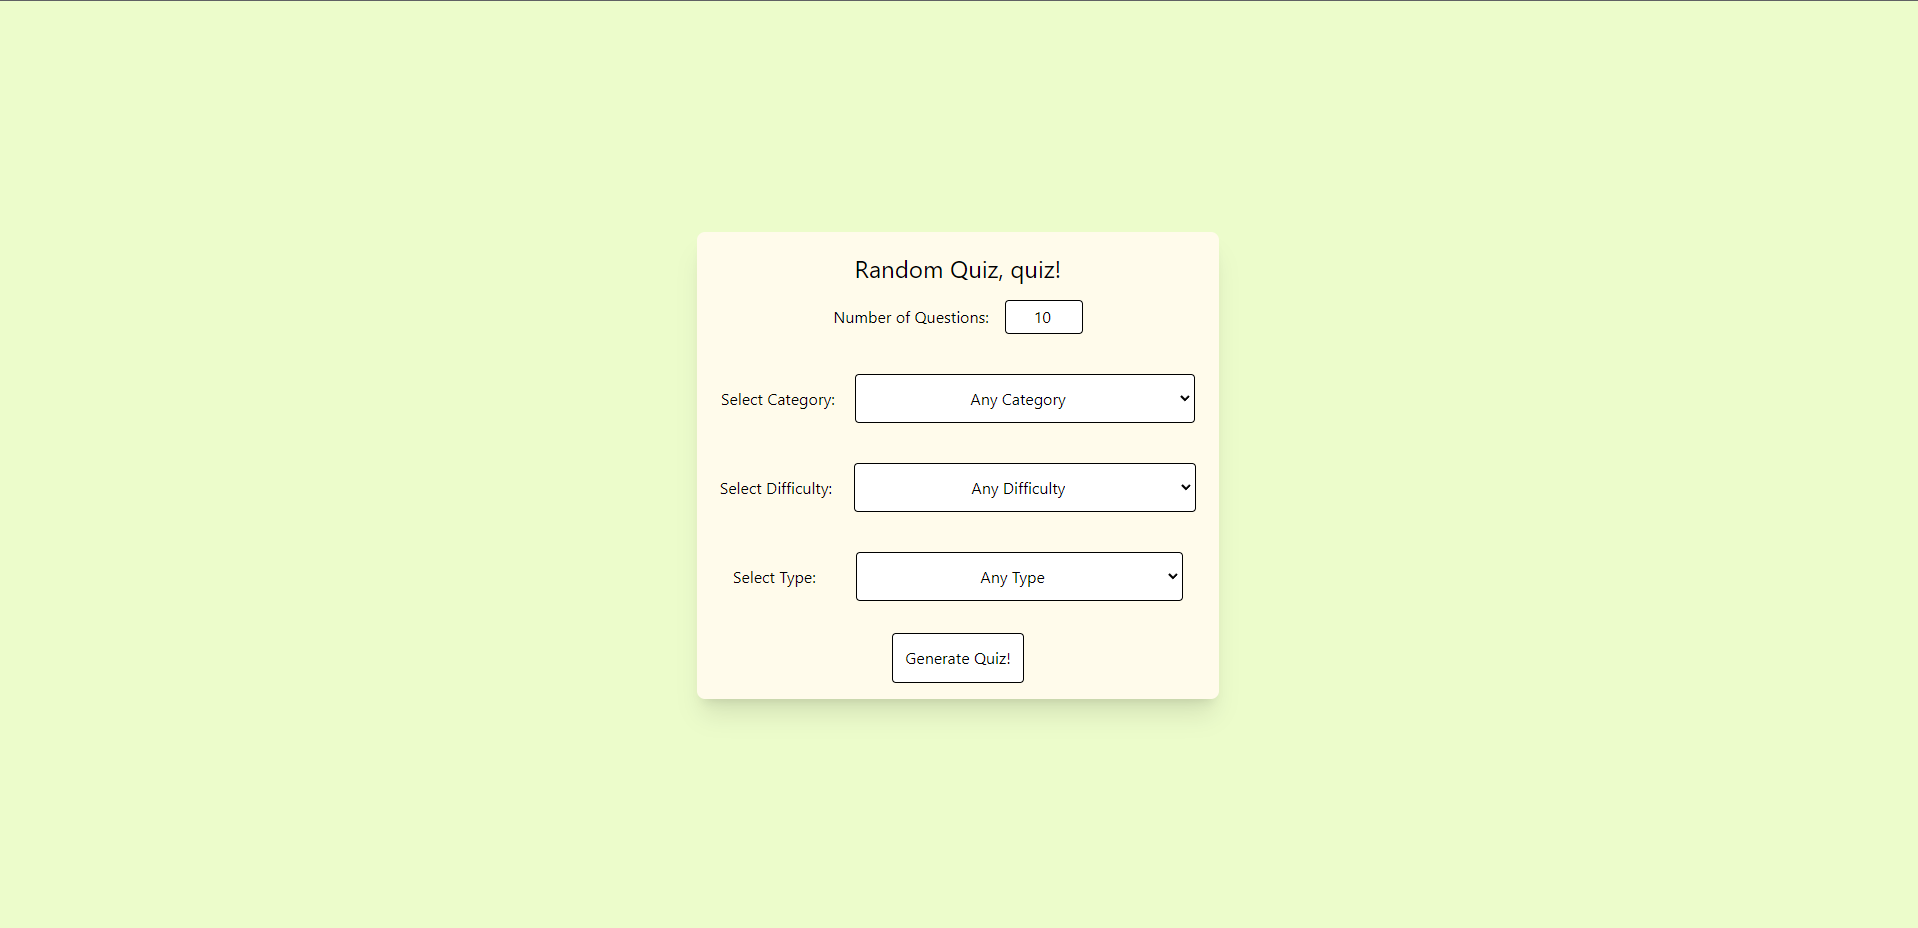 Random Quiz, quiz!
Number of Questions: 10
Select Category: Any Category
Select Difficulty: Any Difficulty
Select Type: Any Type
Generate Quiz!